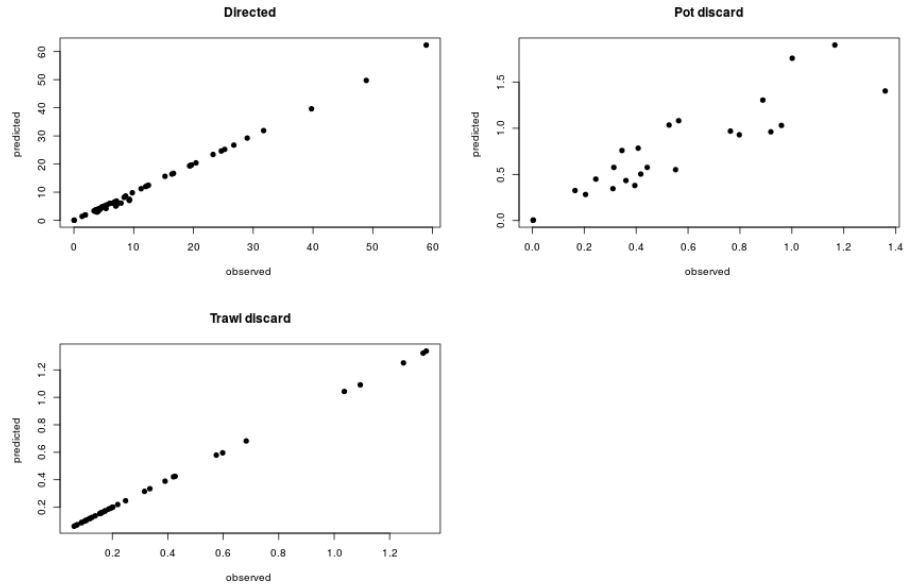 Directed
predicted
60
50
40
30
20
10
0
0 10 20 30 40 50 60
observed
Pot discard
predicted
1.5
1.0
0.5
0.0
0.0 0.2 0.4 0.6 0.8 1.0 1.2 1.4
observed
Trawl discard
predicted
1.2
1.0
0.8
0.6
0.4
0.2
0.2 0.4 0.6 0.8 1.0 1.2
observed